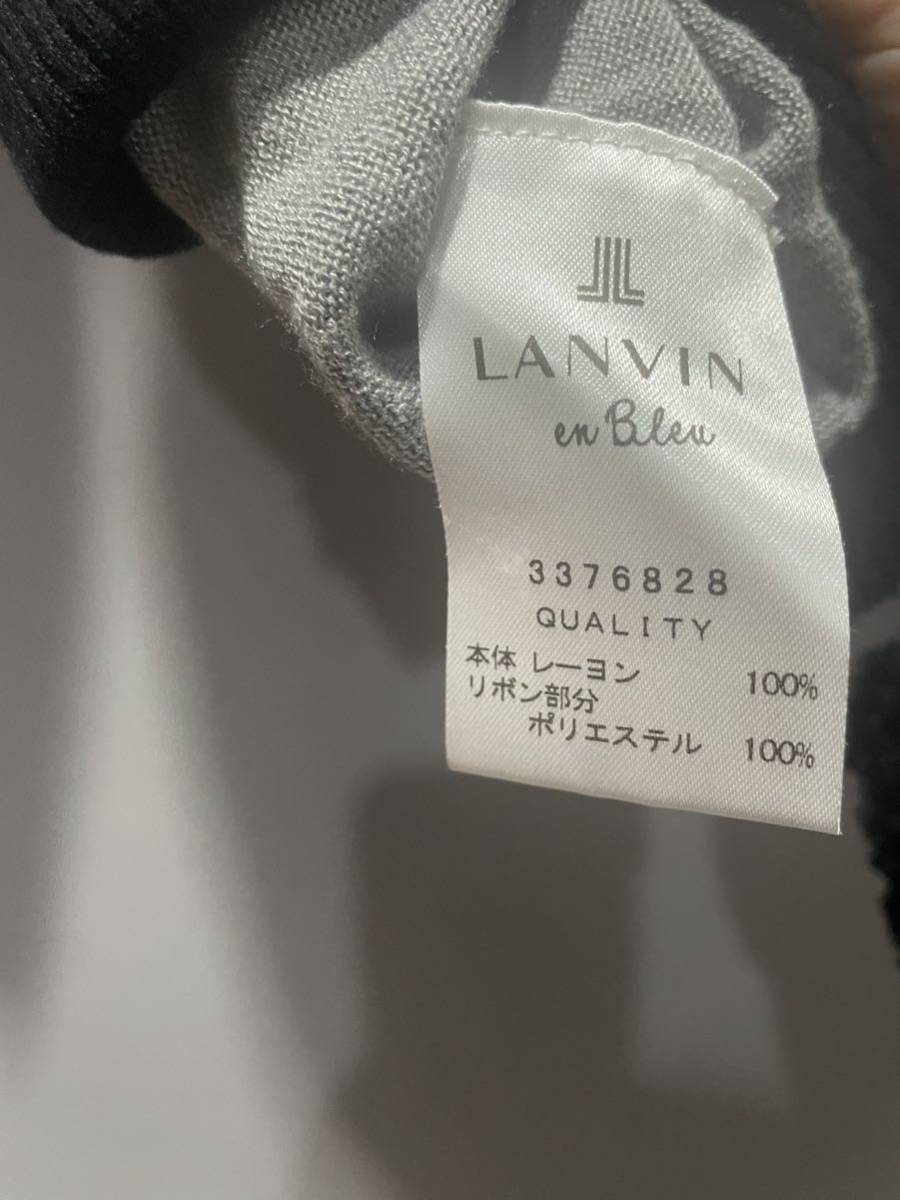 LANVIN
en Bleu
3376828
QUALITY
本体 レーヨン 100%
リボン部分
ポリエステル 100%